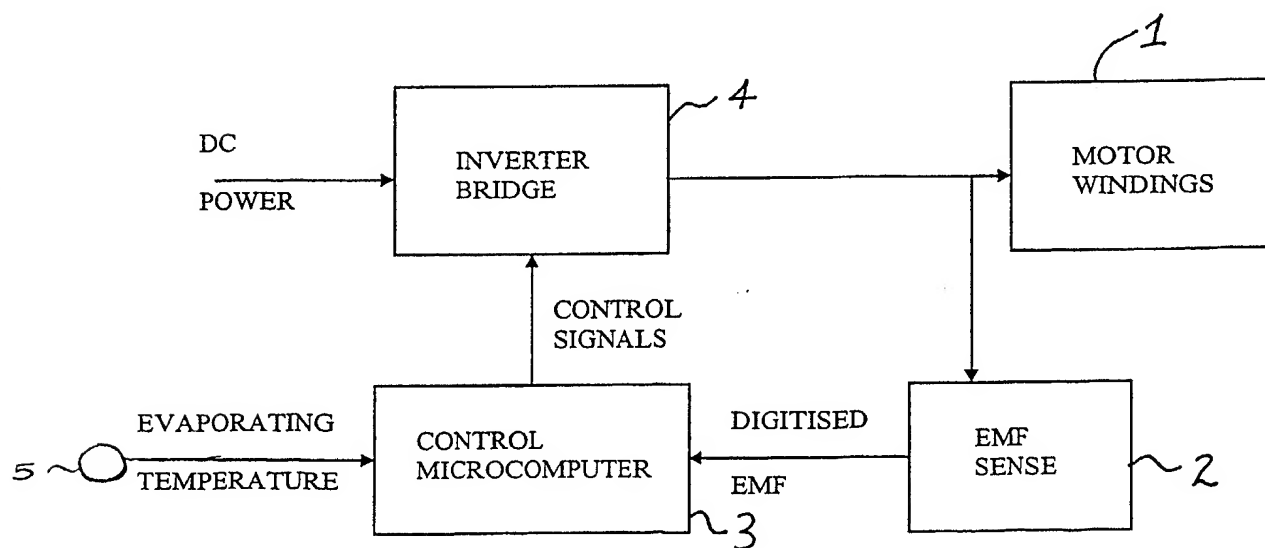 1
4
DC
POWER
INVERTER
BRIDGE
MOTOR
WINDINGS
CONTROL
SIGNALS
EVAPORATING
TEMPERATURE
5
CONTROL
MICROCOMPUTER
3
DIGITISED
EMF
EMF
SENSE
2